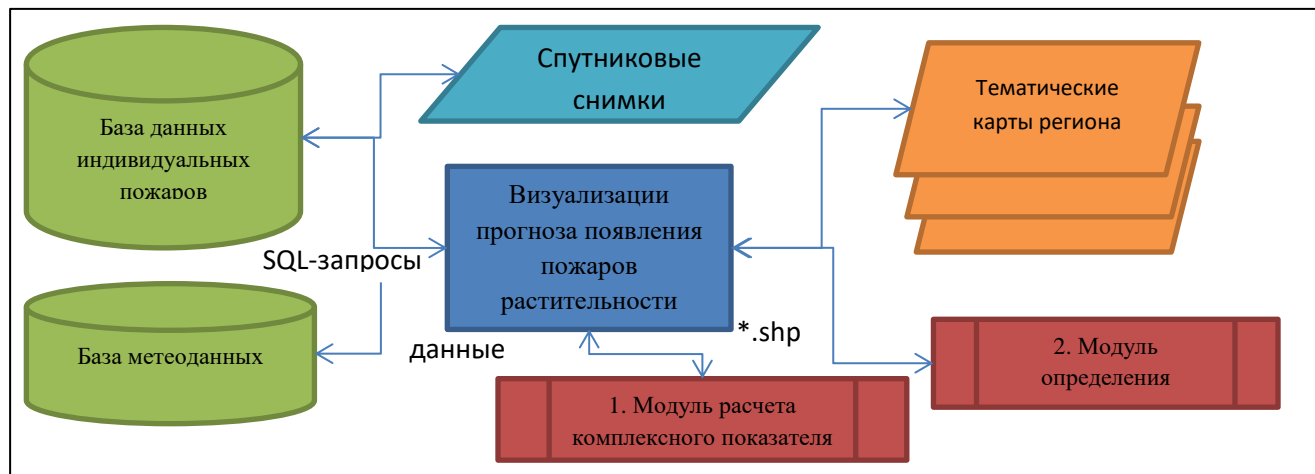 База данных
индивидуальных
пожаров
Спутниковые
снимки
Тематические
карты региона
Визуализации
прогноза появления
пожаров
растительности
SQL-запросы
База метеоданных
данные
*.shp
1. Модуль расчета
комплексного показателя
2. Модуль
определения